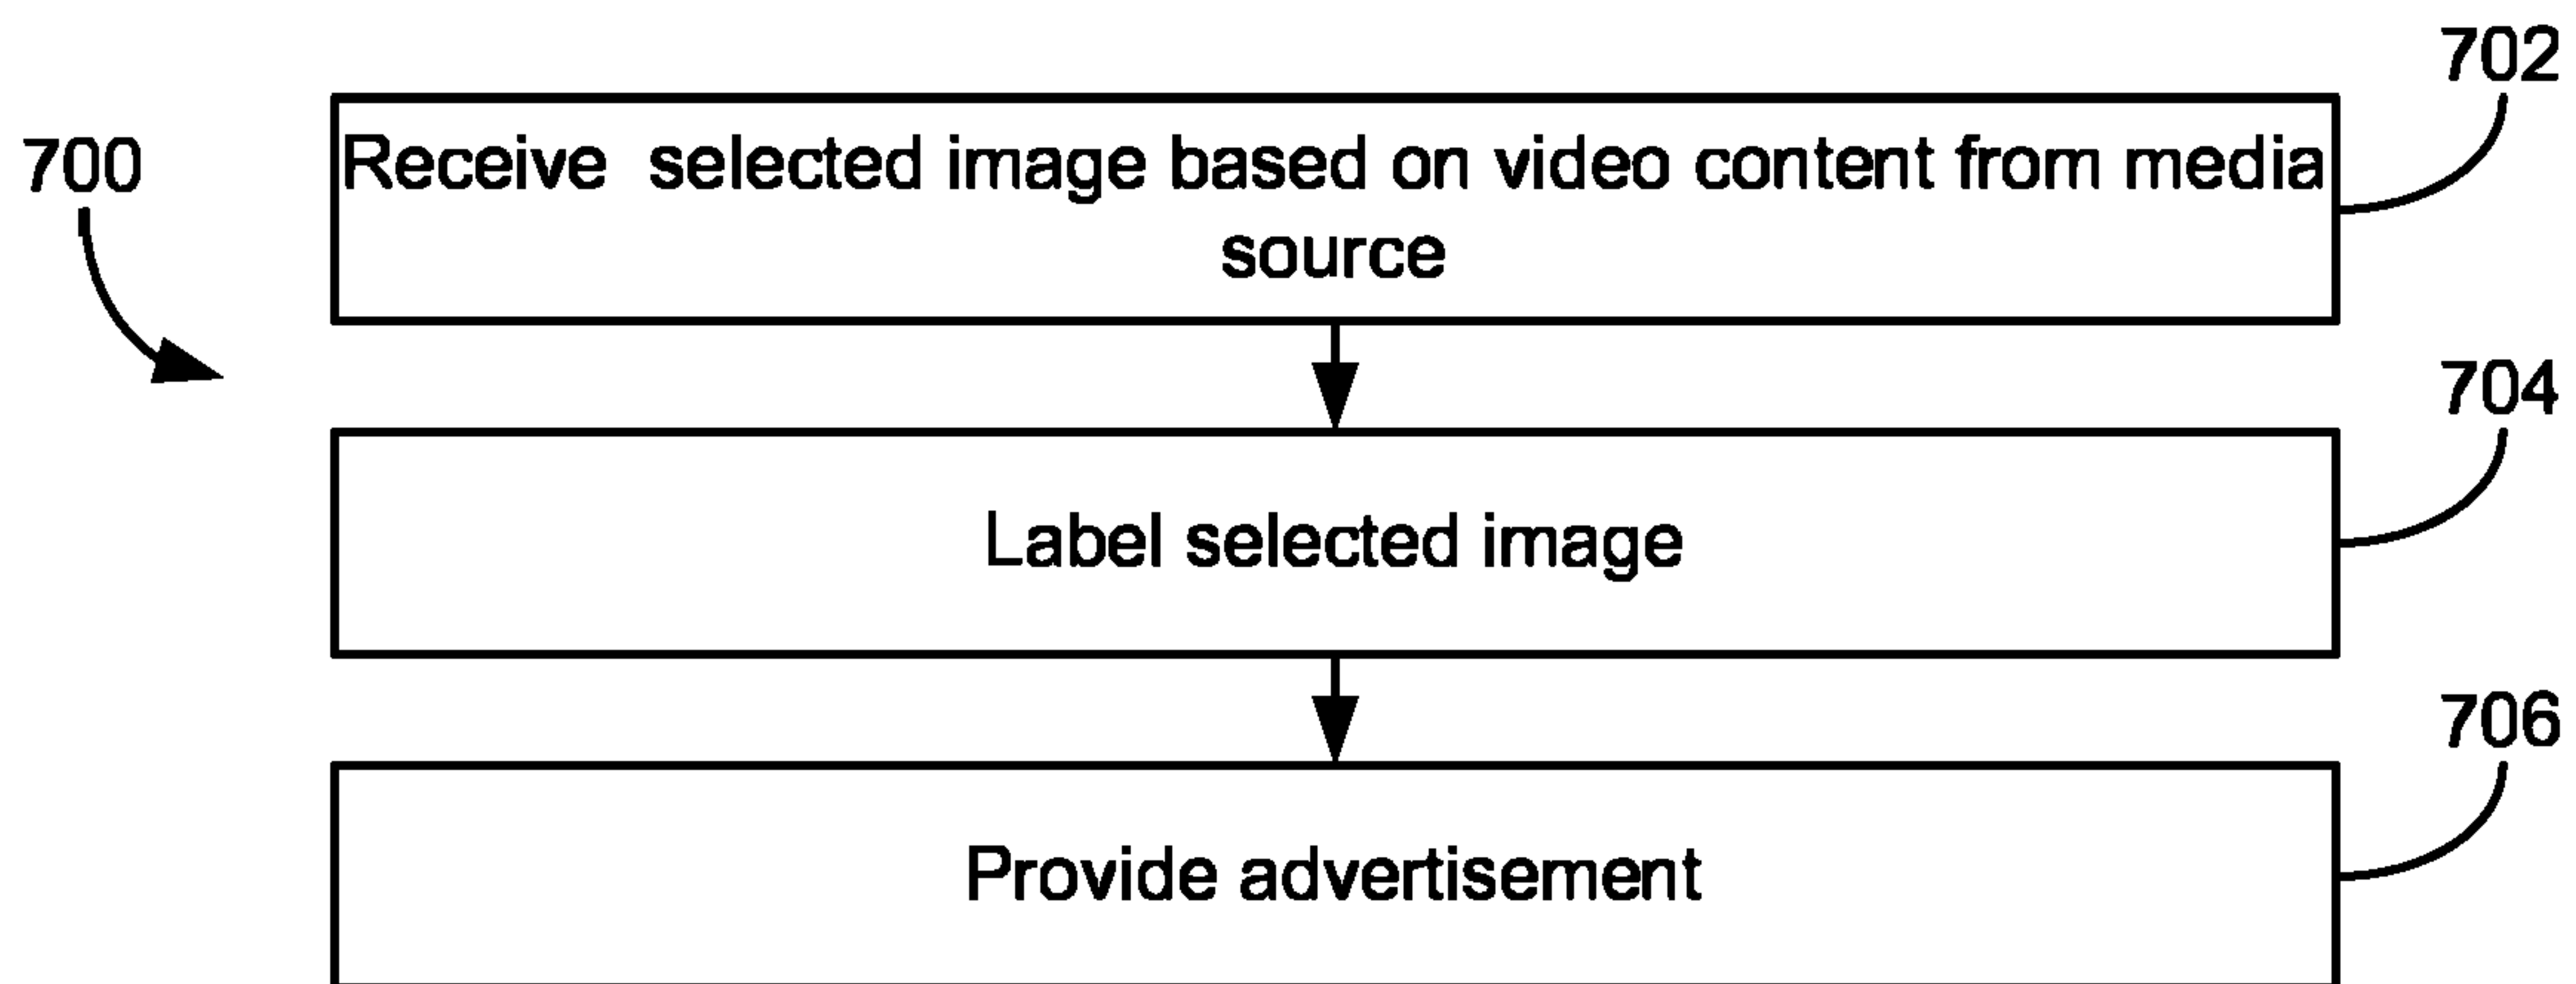 702
700
Receive selected image based on video content from media
source
704
Label selected image
706
Provide advertisement